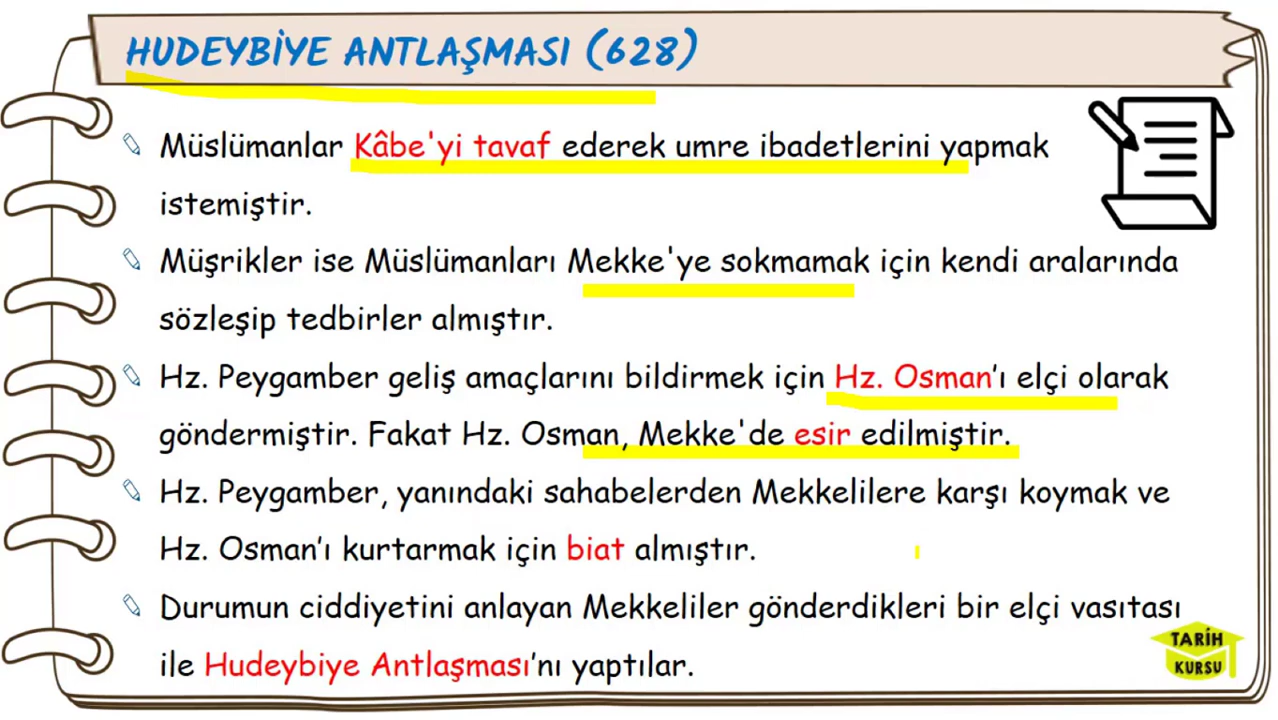 HUDEYBİYE ANTLAŞMASI (628)
Müslümanlar Kâbe'yi tavaf ederek umre ibadetlerini yapmak
istemiştir.
Müşrikler ise Müslümanları Mekke'ye sokmamak için kendi aralarında
sözleşip tedbirler almıştır.
Hz. Peygamber geliş amaçlarını bildirmek için Hz. Osman’ı elçi olarak
göndermiştir. Fakat Hz. Osman, Mekke'de esir edilmiştir.
Hz. Peygamber, yanındaki sahabelerden Mekkelilere karşı koymak ve
Hz. Osman’ı kurtarmak için biat almıştır.
Durumun ciddiyetini anlayan Mekkeliler gönderdikleri bir elçi vasıtası
ile Hudeybiye Antlaşması’nı yaptılar.
TARİH
KURSU